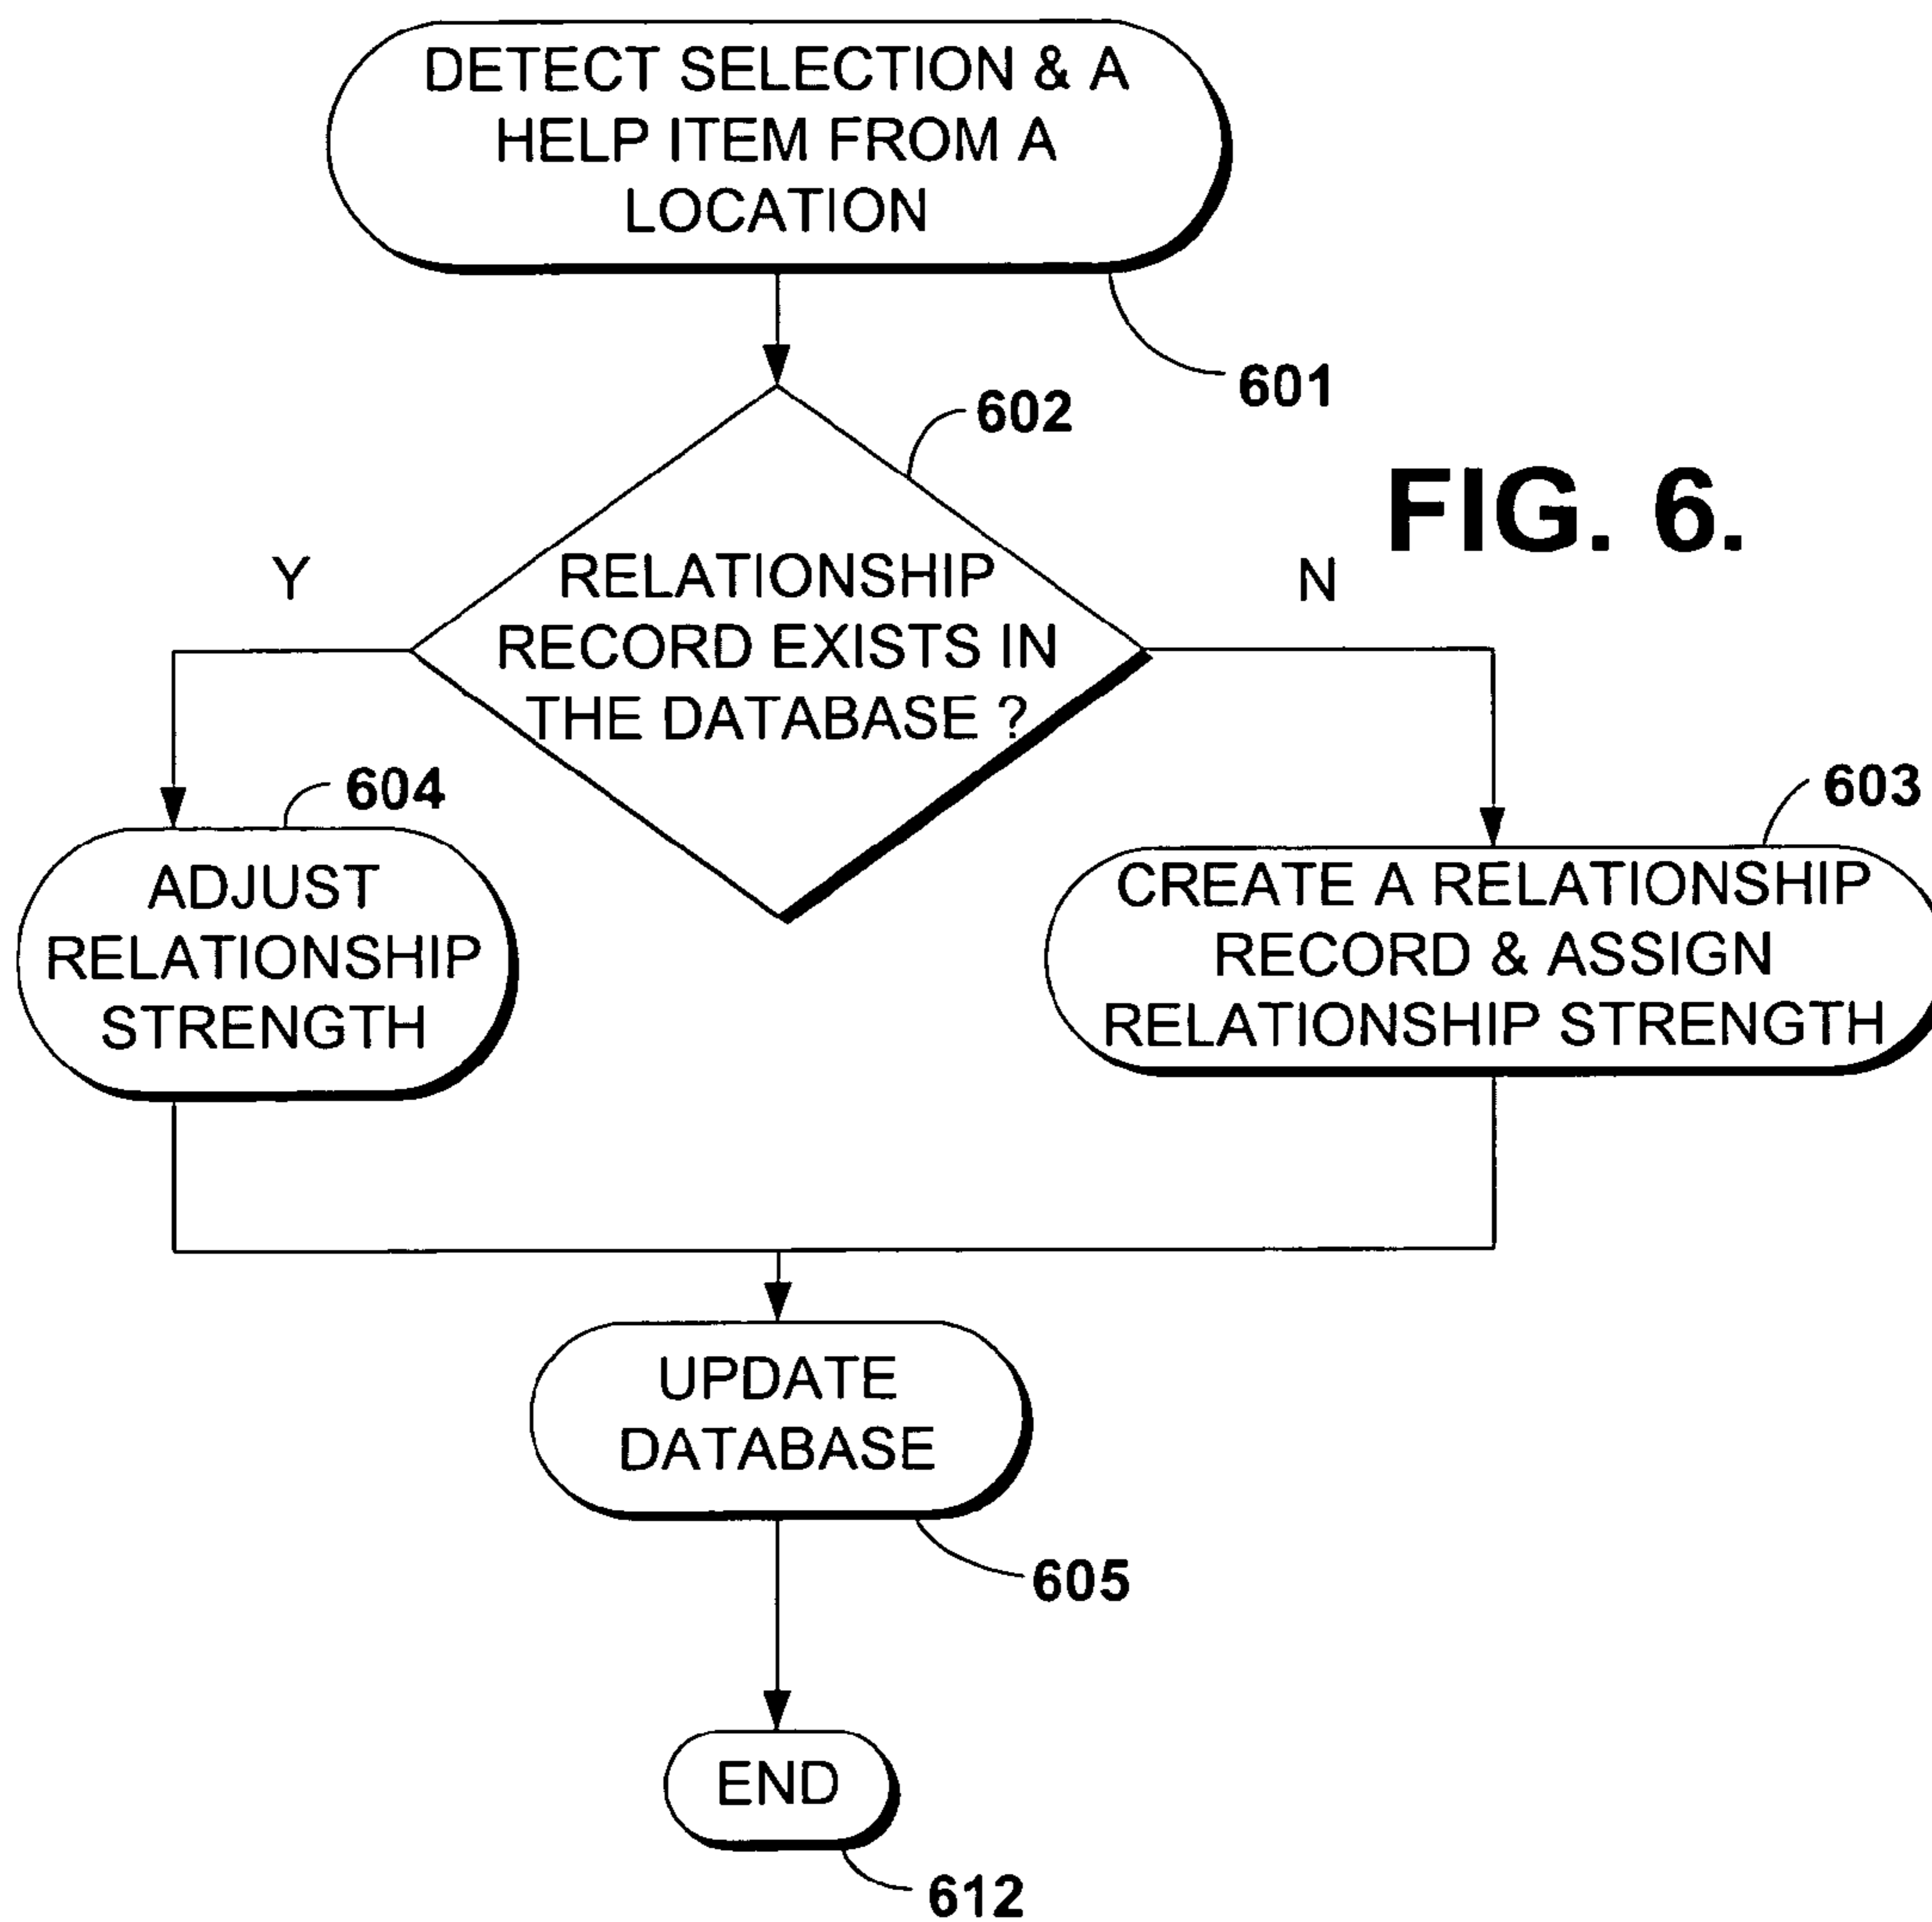 DETECT SELECTION & A
HELP ITEM FROM A
LOCATION
601
602
FIG. 6.
Y
N
RELATIONSHIP
RECORD EXISTS IN
THE DATABASE ?
604
603
ADJUST
RELATIONSHIP
STRENGTH
CREATE A RELATIONSHIP
RECORD & ASSIGN
RELATIONSHIP STRENGTH
UPDATE
DATABASE
605
END
612